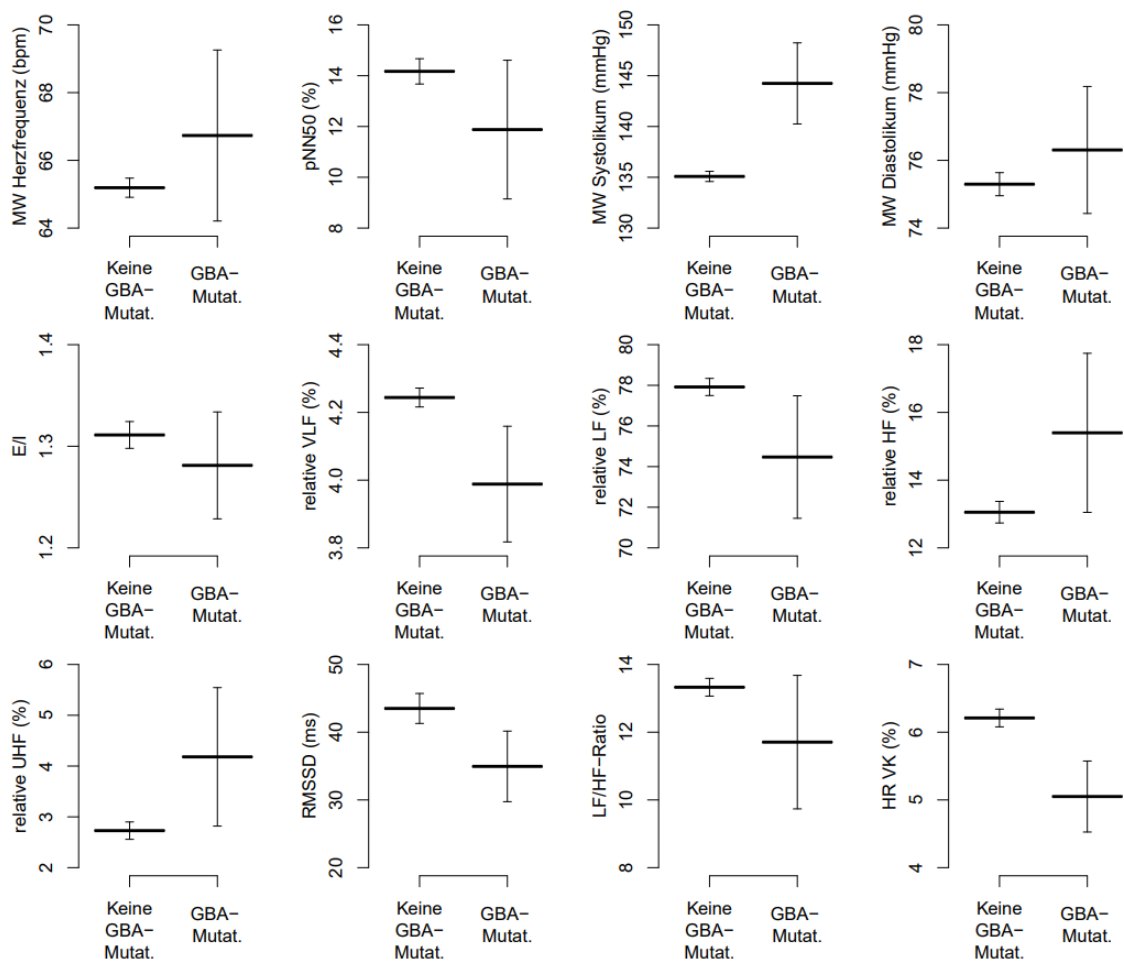 MW Herzfrequenz (bpm)
64
66
68
70
Keine
GBA−
Mutat.
GBA−
Mutat.
pNN50 (%)
8
10
12
14
16
Keine
GBA−
Mutat.
GBA−
Mutat.
MW Systolikum (mmHg)
130
135
140
145
150
Keine
GBA−
Mutat.
GBA−
Mutat.
MW Diastolikum (mmHg)
74
76
78
80
Keine
GBA−
Mutat.
GBA−
Mutat.
E/I
1.2
1.3
1.4
Keine
GBA−
Mutat.
GBA−
Mutat.
relative VLF (%)
3.8
4.0
4.2
4.4
Keine
GBA−
Mutat.
GBA−
Mutat.
relative LF (%)
70
72
74
76
78
80
Keine
GBA−
Mutat.
GBA−
Mutat.
relative HF (%)
12
14
16
18
Keine
GBA−
Mutat.
GBA−
Mutat.
relative UHF (%)
2
3
4
5
6
Keine
GBA−
Mutat.
GBA−
Mutat.
RMSSD (ms)
20
30
40
50
Keine
GBA−
Mutat.
GBA−
Mutat.
LF/HF−Ratio
8
10
12
14
Keine
GBA−
Mutat.
GBA−
Mutat.
HR VK (%)
4
5
6
7
Keine
GBA−
Mutat.
GBA−
Mutat.